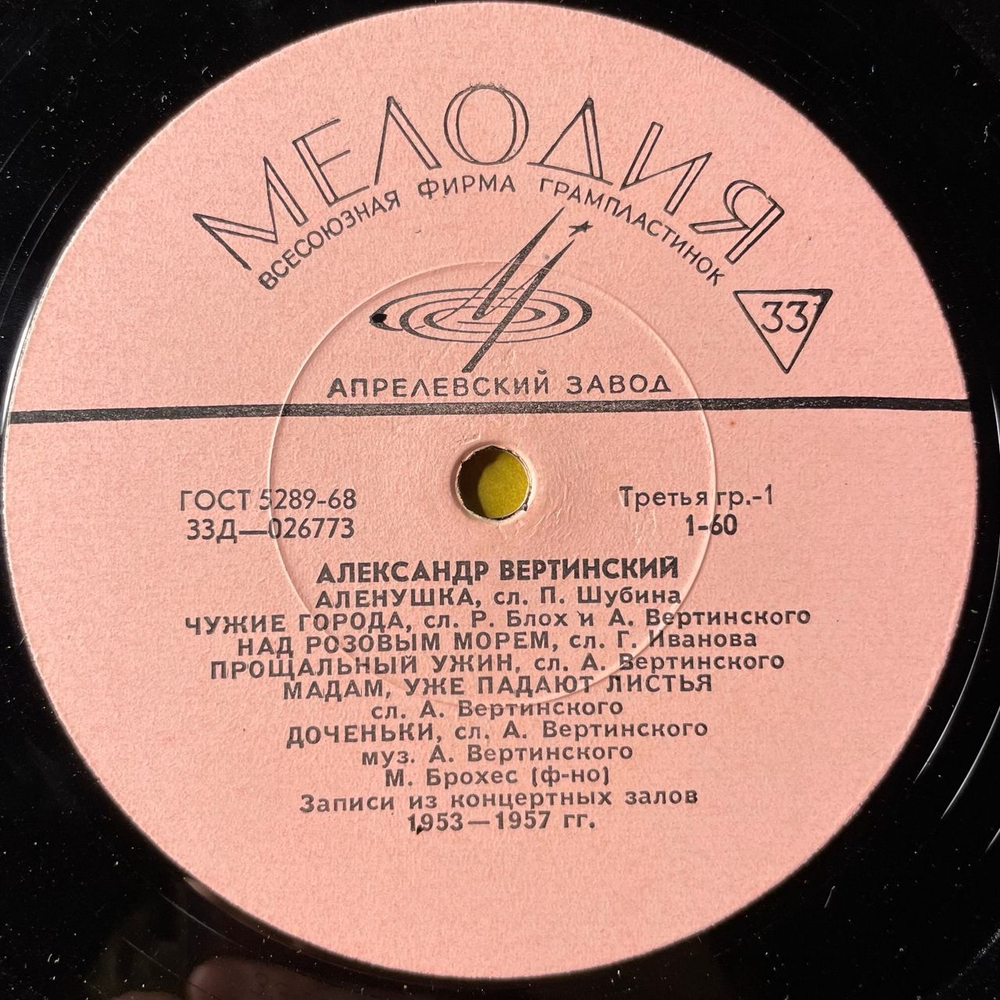 МЕЛОДИЯ
ВСЕСОЮЗНАЯ ФИРМА ГРАМПЛАСТИНОК
33
АПРЕЛЕВСКИЙ ЗАВОД
ГОСТ 5289-68
Третья гр.-1
33Д—026773
1-60
АЛЕКСАНДР ВЕРТИНСКИЙ
АЛЕНУШКА, сл. П. Шубина
ЧУЖИЕ ГОРОДА, сл. Р. Блох и А. Вертинского
НАД РОЗОВЫМ МОРЕМ, сл. Г. Иванова
ПРОЩАЛЬНЫЙ УЖИН, сл. А. Вертинского
МАДАМ, УЖЕ ПАДАЮТ ЛИСТЬЯ
сл. А. Вертинского
ДОЧЕНЬКИ, сл. А. Вертинского
муз. А. Вертинского
М. Брохес (ф-но)
Записи из концертных залов
1953—1957 гг.